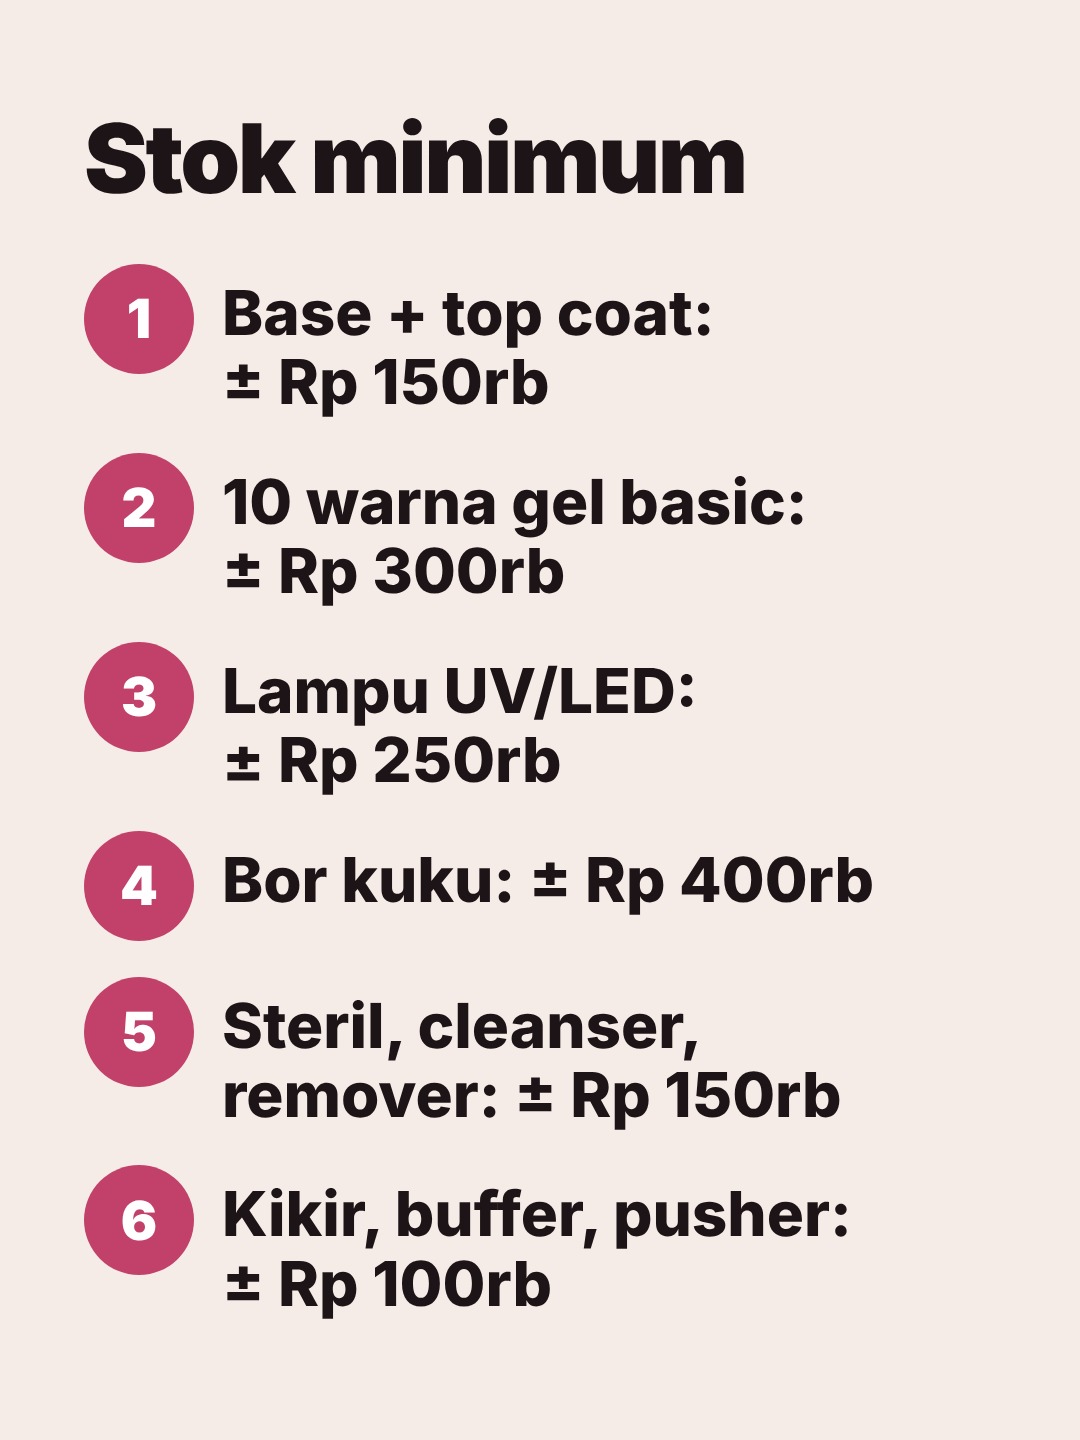 Stok minimum
1 Base + top coat:
± Rp 150rb
2 10 warna gel basic:
± Rp 300rb
3 Lampu UV/LED:
± Rp 250rb
4 Bor kuku: ± Rp 400rb
5 Steril, cleanser,
remover: ± Rp 150rb
6 Kikir, buffer, pusher:
± Rp 100rb